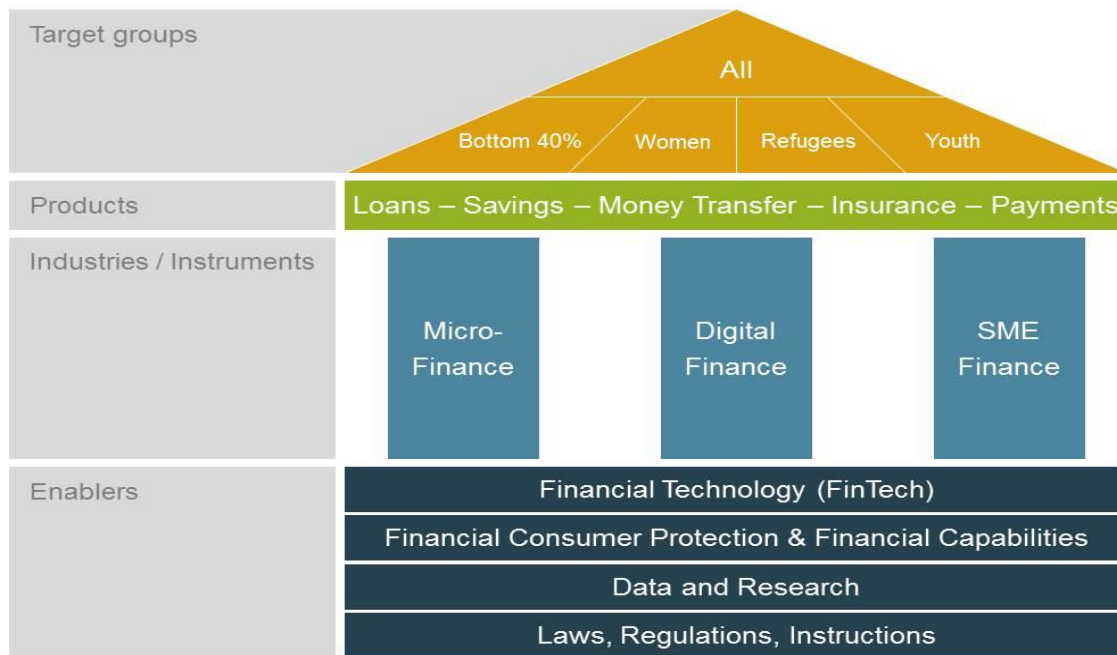 Target groups
All
Bottom 40%
Women
Refugees
Youth
Products
Loans – Savings – Money Transfer – Insurance – Payments
Industries / Instruments
Micro-
Finance
Digital
Finance
SME
Finance
Enablers
Financial Technology (FinTech)
Financial Consumer Protection & Financial Capabilities
Data and Research
Laws, Regulations, Instructions